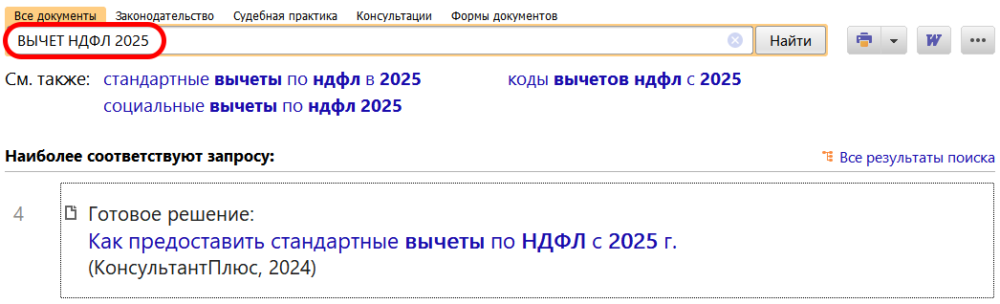 Все документы Законодательство Судебная практика Консультации Формы документов
ВЫЧЕТ НДФЛ 2025 Найти W
См. также: стандартные вычеты по ндфл в 2025 коды вычетов ндфл с 2025
социальные вычеты по ндфл 2025
Наиболее соответствуют запросу: Все результаты поиска
4 Готовое решение:
Как предоставить стандартные вычеты по НДФЛ с 2025 г.
(КонсультантПлюс, 2024)